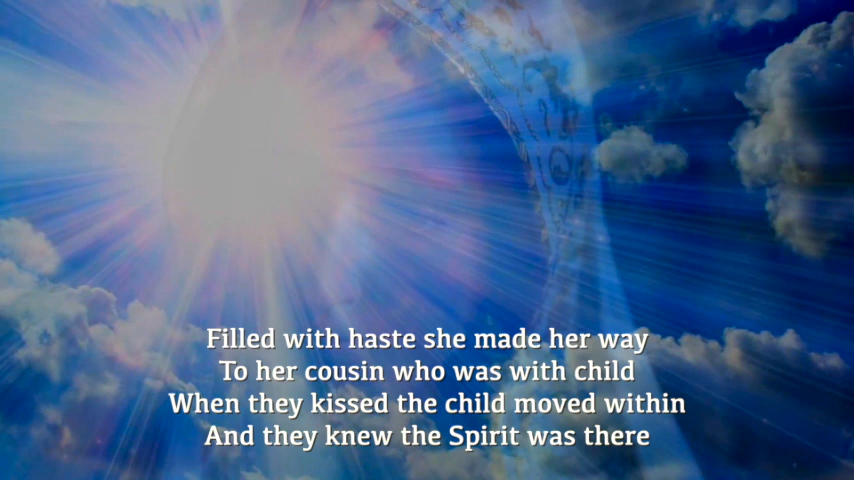 Filled with haste she made her way
To her cousin who was with child
When they kissed the child moved within
And they knew the Spirit was there